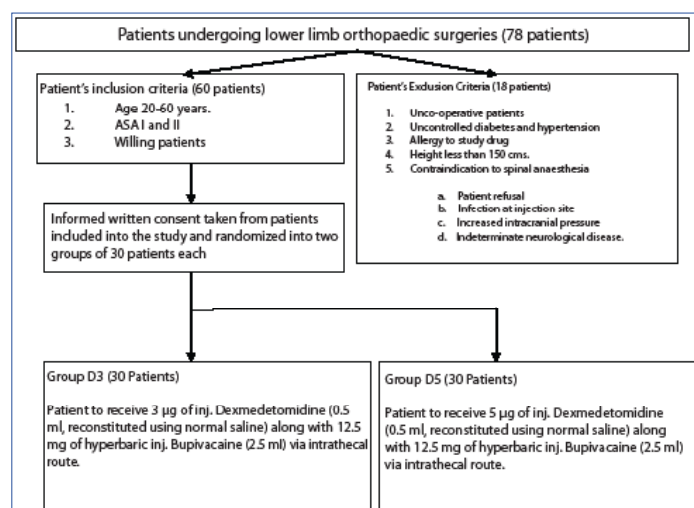 Patients undergoing lower limb orthopaedic surgeries (78 patients)
Patient's inclusion criteria (60 patients)
1. Age 20-60 years.
2. ASA I and II
3. Willing patients
Patient's Exclusion Criteria (18 patients)
1. Unco-operative patients
2. Uncontrolled diabetes and hypertension
3. Allergy to study drug
4. Height less than 150 cms.
5. Contraindication to spinal anaesthesia
a. Patient refusal
b. Infection at injection site
c. Increased intracranial pressure
d. Indeterminate neurological disease.
Informed written consent taken from patients
included into the study and randomized into two
groups of 30 patients each
Group D3 (30 Patients)
Patient to receive 3 µg of inj. Dexmedetomidine (0.5
ml, reconstituted using normal saline) along with 12.5
mg of hyperbaric inj. Bupivacaine (2.5 ml) via intrathecal
route.
Group D5 (30 Patients)
Patient to receive 5 µg of inj. Dexmedetomidine
(0.5 ml, reconstituted using normal saline) along
with 12.5 mg of hyperbaric inj. Bupivacaine (2.5 ml)
via intrathecal route.